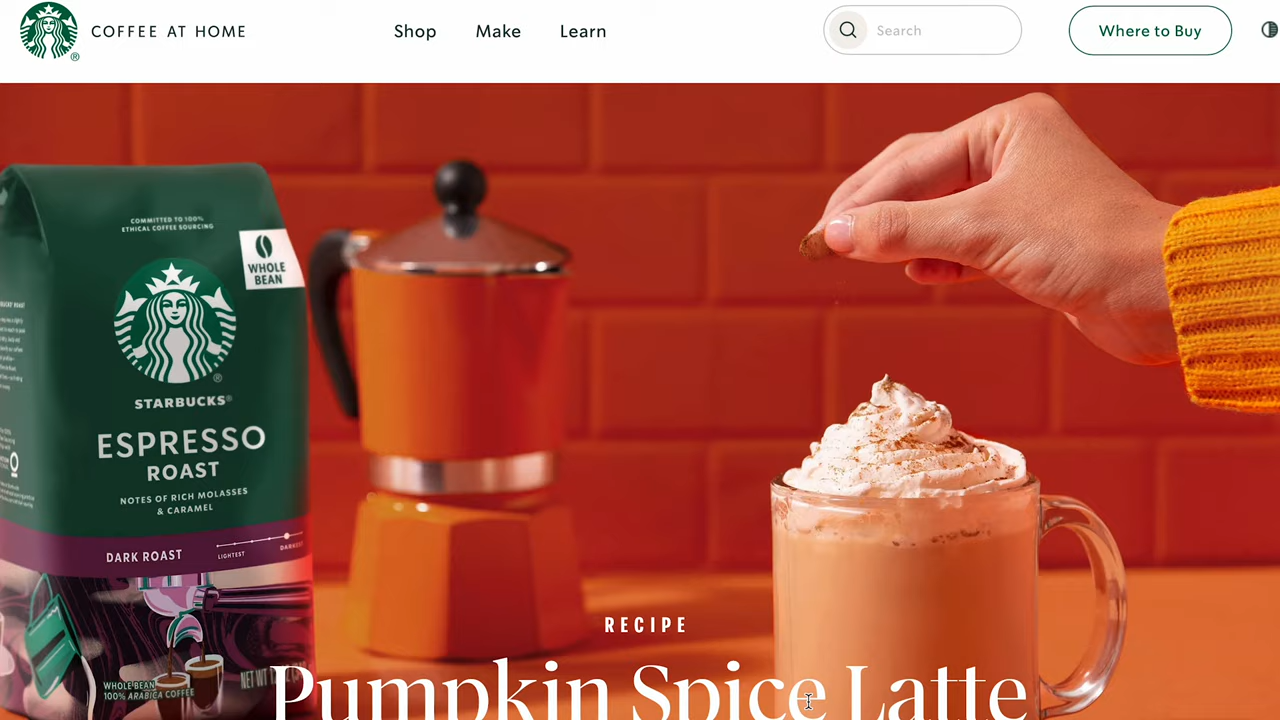 COFFEE AT HOME
Shop
Make
Learn
Search
Where to Buy
COMMITTED TO 100%
ETHICAL COFFEE SOURCING
WHOLE
BEAN
STARBUCKS®
ESPRESSO
ROAST
NOTES OF RICH MOLASSES
& CARAMEL
DARK ROAST
LIGHTEST
WHOLE BEAN
100% ARABICA COFFEE
NET WT
RECIPE
Pumpkin Spice Latte